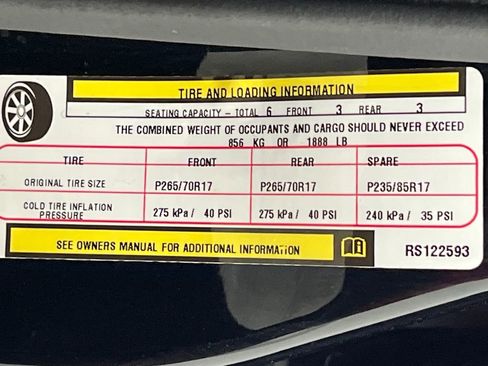 TIRE AND LOADING INFORMATION
SEATING CAPACITY - TOTAL 6 FRONT 3 REAR 3
THE COMBINED WEIGHT OF OCCUPANTS AND CARGO SHOULD NEVER EXCEED
856 KG OR 1888 LB
TIRE FRONT REAR SPARE
ORIGINAL TIRE SIZE P265/70R17 P265/70R17 P235/85R17
COLD TIRE INFLATION PRESSURE 275 kPa / 40 PSI 275 kPa / 40 PSI 240 kPa / 35 PSI
SEE OWNERS MANUAL FOR ADDITIONAL INFORMATION
RS122593